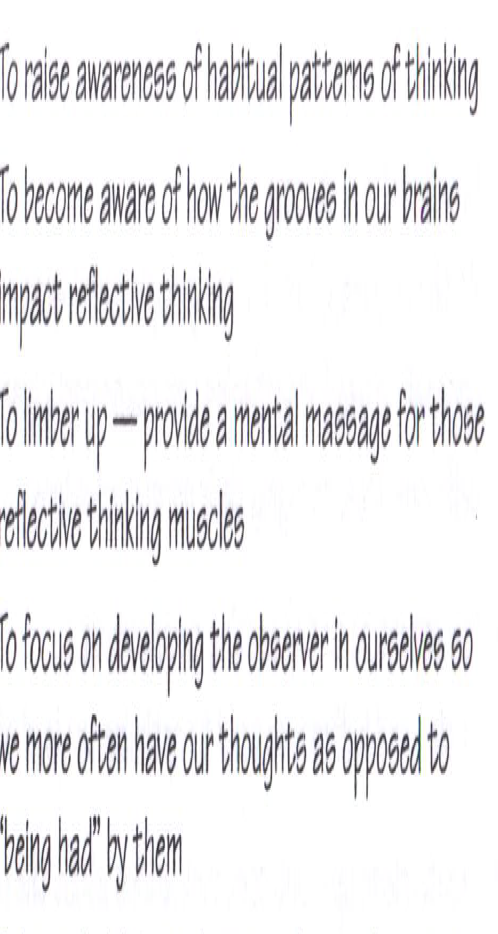 To raise awareness of habitual patterns of thinking
To become aware of how the grooves in our brains
impact reflective thinking
To limber up — provide a mental massage for those
reflective thinking muscles
To focus on developing the observer in ourselves so
we more often have our thoughts as opposed to
“being had” by them